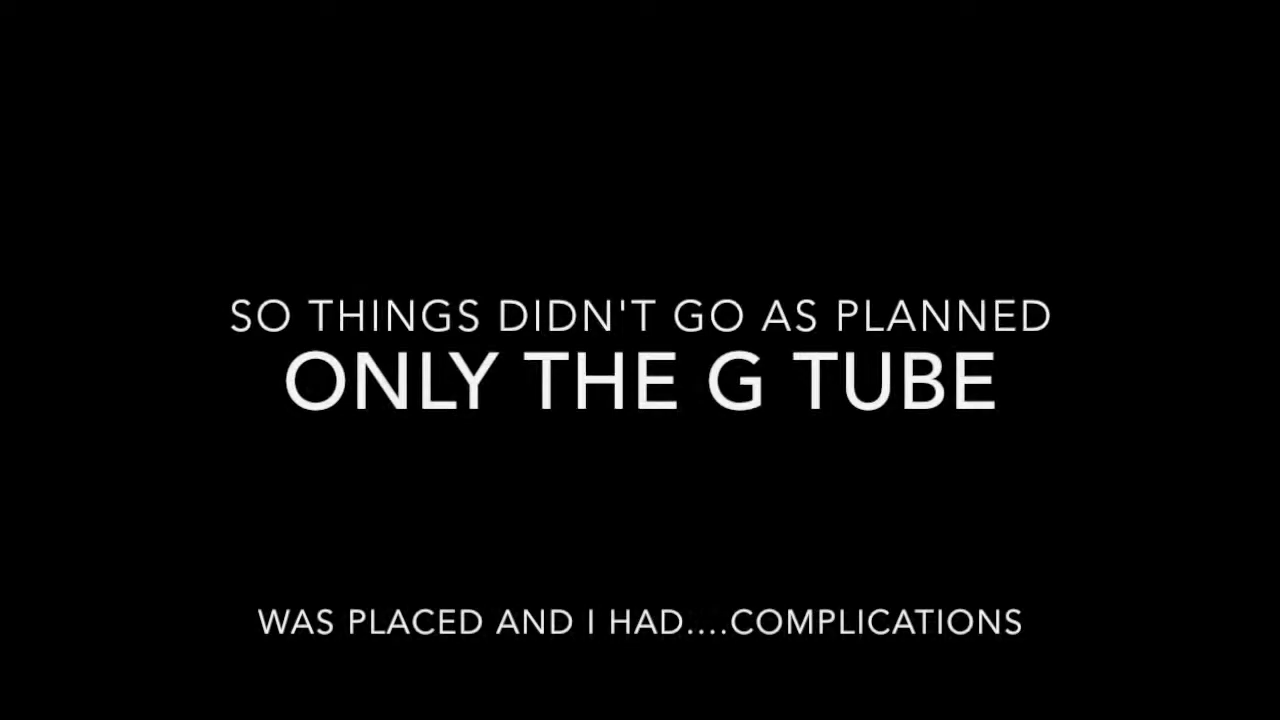 SO THINGS DIDN'T GO AS PLANNED
ONLY THE G TUBE
WAS PLACED AND I HAD....COMPLICATIONS